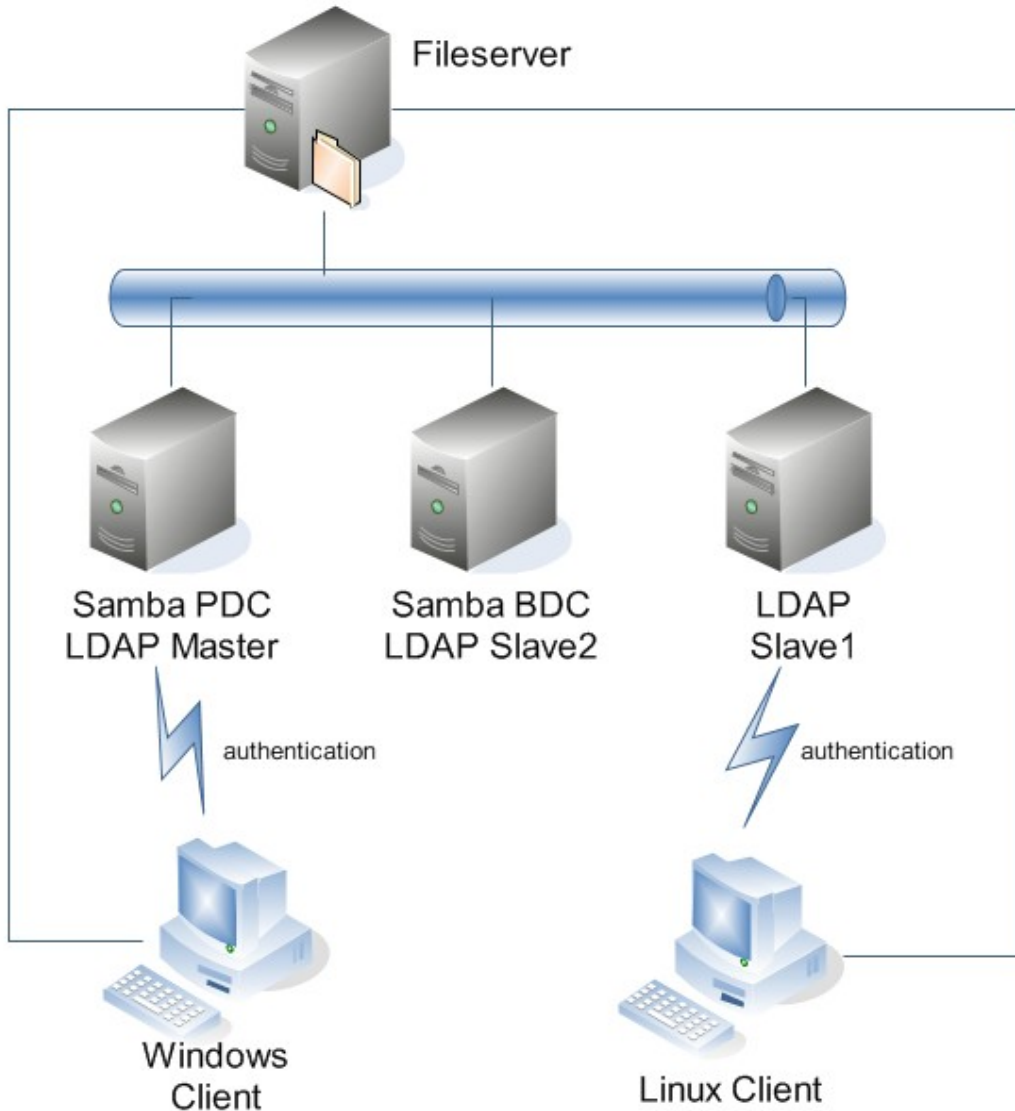 Fileserver
Samba PDC
LDAP Master
Samba BDC
LDAP Slave2
LDAP
Slave1
authentication
authentication
Windows
Client
Linux Client